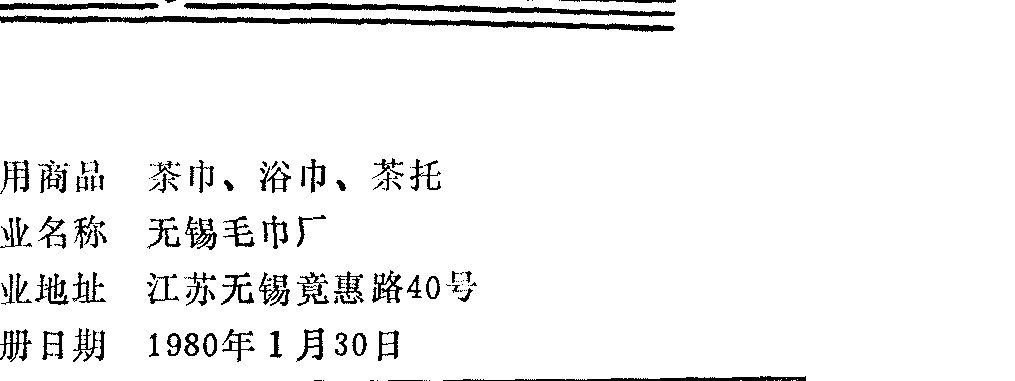 用商品 茶巾、浴巾、茶托
业名称 无锡毛巾厂
业地址 江苏无锡竟惠路40号
册日期 1980年1月30日